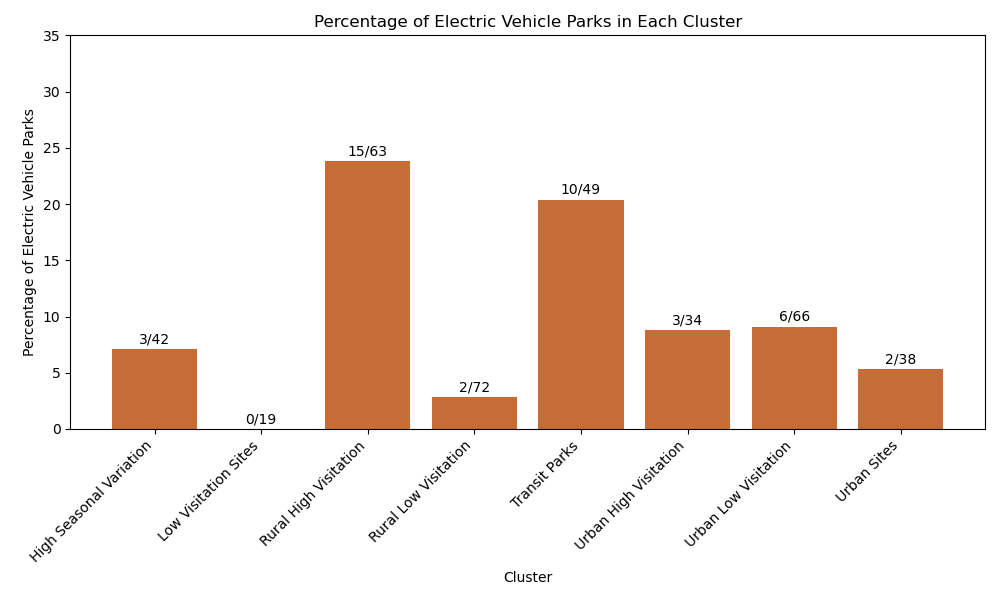 Percentage of Electric Vehicle Parks in Each Cluster
Percentage of Electric Vehicle Parks
35
30
25
20
15
10
5
0
3/42
0/19
15/63
2/72
10/49
3/34
6/66
2/38
High Seasonal Variation
Low Visitation Sites
Rural High Visitation
Rural Low Visitation
Transit Parks
Urban High Visitation
Urban Low Visitation
Urban Sites
Cluster